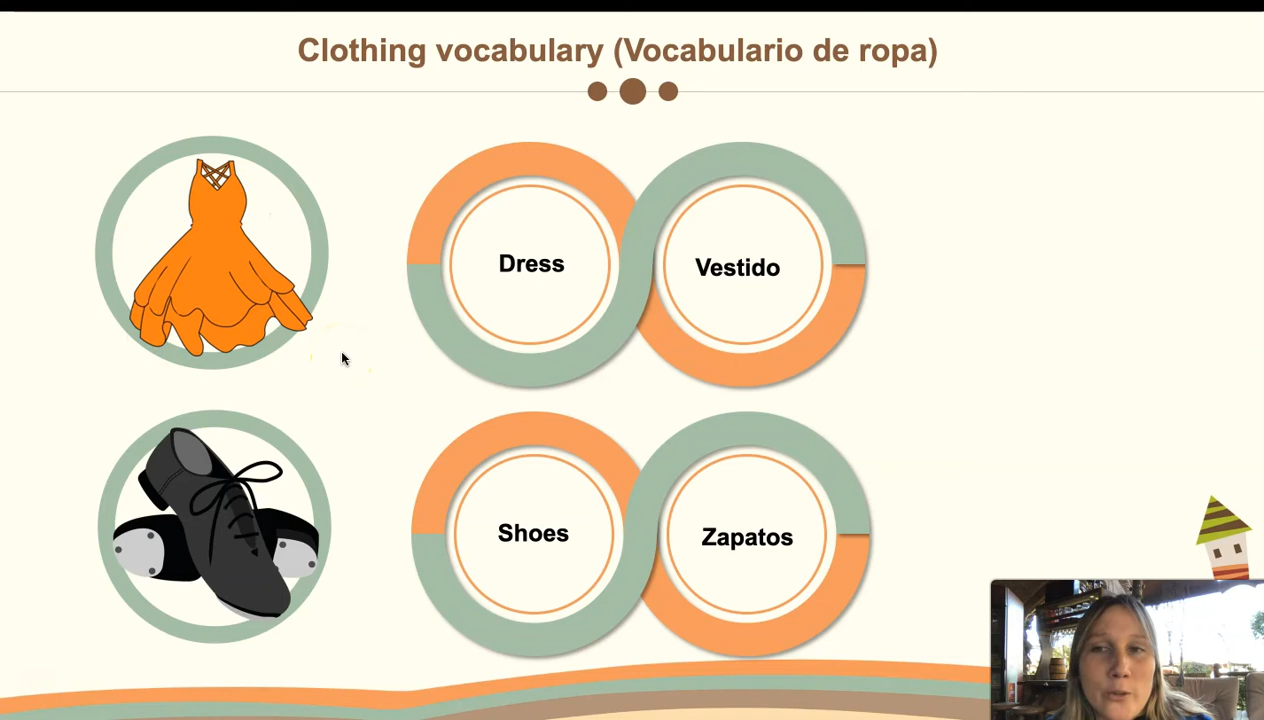 Clothing vocabulary (Vocabulario de ropa)
Dress
Vestido
Shoes
Zapatos